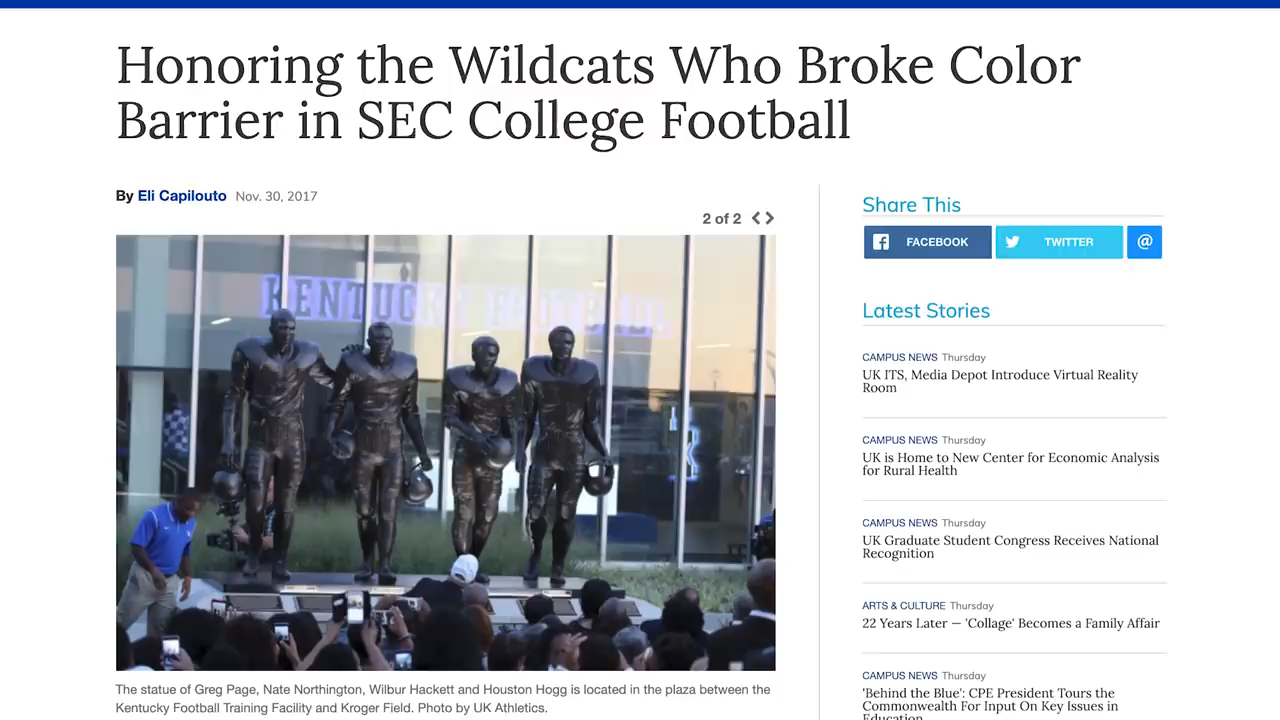 Honoring the Wildcats Who Broke Color
Barrier in SEC College Football
By Eli Capilouto Nov. 30, 2017
2 of 2
KENTUCKY FOOTBALL
The statue of Greg Page, Nate Northington, Wilbur Hackett and Houston Hogg is located in the plaza between the
Kentucky Football Training Facility and Kroger Field. Photo by UK Athletics.
Share This
FACEBOOK
TWITTER
@
Latest Stories
CAMPUS NEWS Thursday
UK ITS, Media Depot Introduce Virtual Reality
Room
CAMPUS NEWS Thursday
UK is Home to New Center for Economic Analysis
for Rural Health
CAMPUS NEWS Thursday
UK Graduate Student Congress Receives National
Recognition
ARTS & CULTURE Thursday
22 Years Later — 'Collage' Becomes a Family Affair
CAMPUS NEWS Thursday
'Behind the Blue': CPE President Tours the
Commonwealth For Input On Key Issues in
Education